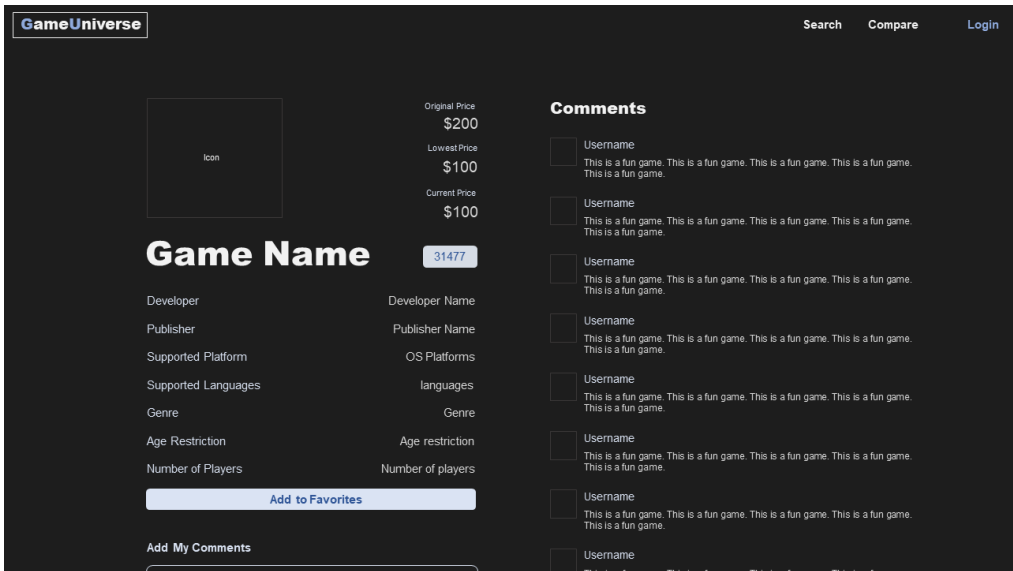 GameUniverse
Search Compare Login
Icon
Original Price
$200
Lowest Price
$100
Current Price
$100
Game Name
31477
Developer Developer Name
Publisher Publisher Name
Supported Platform OS Platforms
Supported Languages languages
Genre Genre
Age Restriction Age restriction
Number of Players Number of players
Add to Favorites
Add My Comments
Comments
Username
This is a fun game. This is a fun game. This is a fun game. This is a fun game.
This is a fun game.
Username
This is a fun game. This is a fun game. This is a fun game. This is a fun game.
This is a fun game.
Username
This is a fun game. This is a fun game. This is a fun game. This is a fun game.
This is a fun game.
Username
This is a fun game. This is a fun game. This is a fun game. This is a fun game.
This is a fun game.
Username
This is a fun game. This is a fun game. This is a fun game. This is a fun game.
This is a fun game.
Username
This is a fun game. This is a fun game. This is a fun game. This is a fun game.
This is a fun game.
Username
This is a fun game. This is a fun game. This is a fun game. This is a fun game.
This is a fun game.
Username